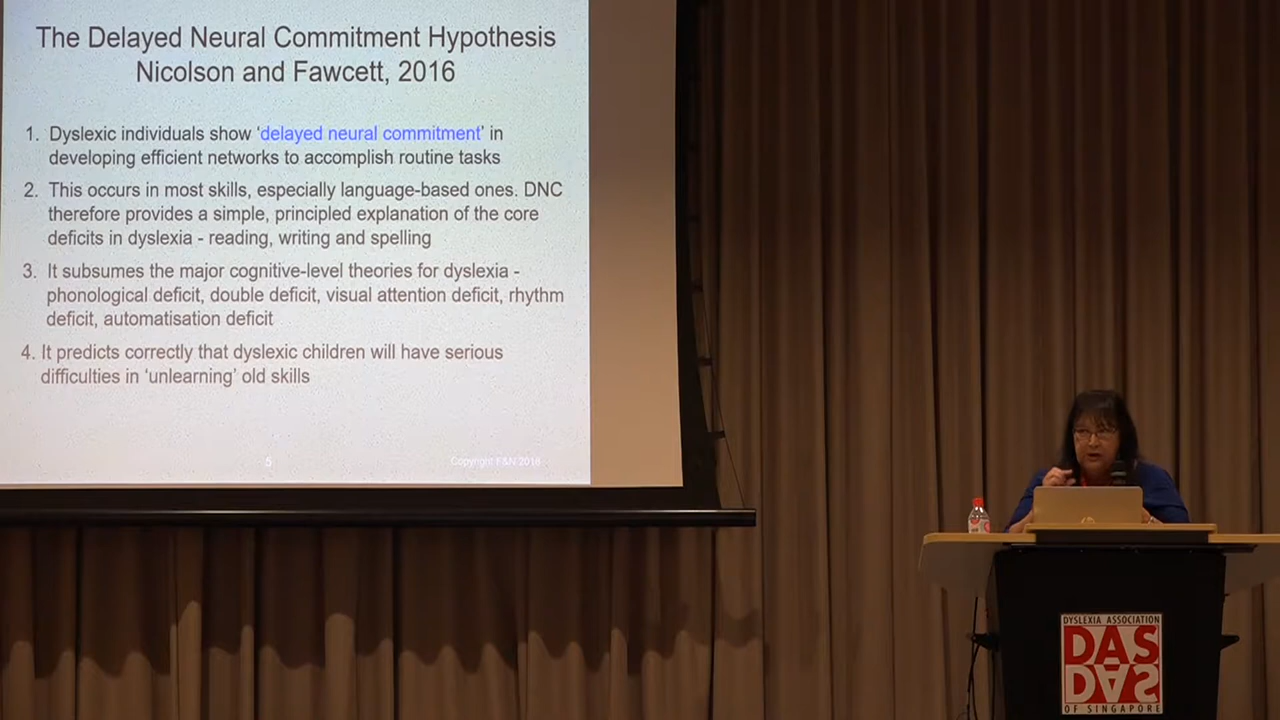 The Delayed Neural Commitment Hypothesis
Nicolson and Fawcett, 2016
1. Dyslexic individuals show ‘delayed neural commitment’ in
developing efficient networks to accomplish routine tasks
2. This occurs in most skills, especially language-based ones. DNC
therefore provides a simple, principled explanation of the core
deficits in dyslexia - reading, writing and spelling
3. It subsumes the major cognitive-level theories for dyslexia -
phonological deficit, double deficit, visual attention deficit, rhythm
deficit, automatisation deficit
4. It predicts correctly that dyslexic children will have serious
difficulties in ‘unlearning’ old skills
5
Copyright F&N 2016
DYSLEXIA ASSOCIATION
DAS
DAS
OF SINGAPORE